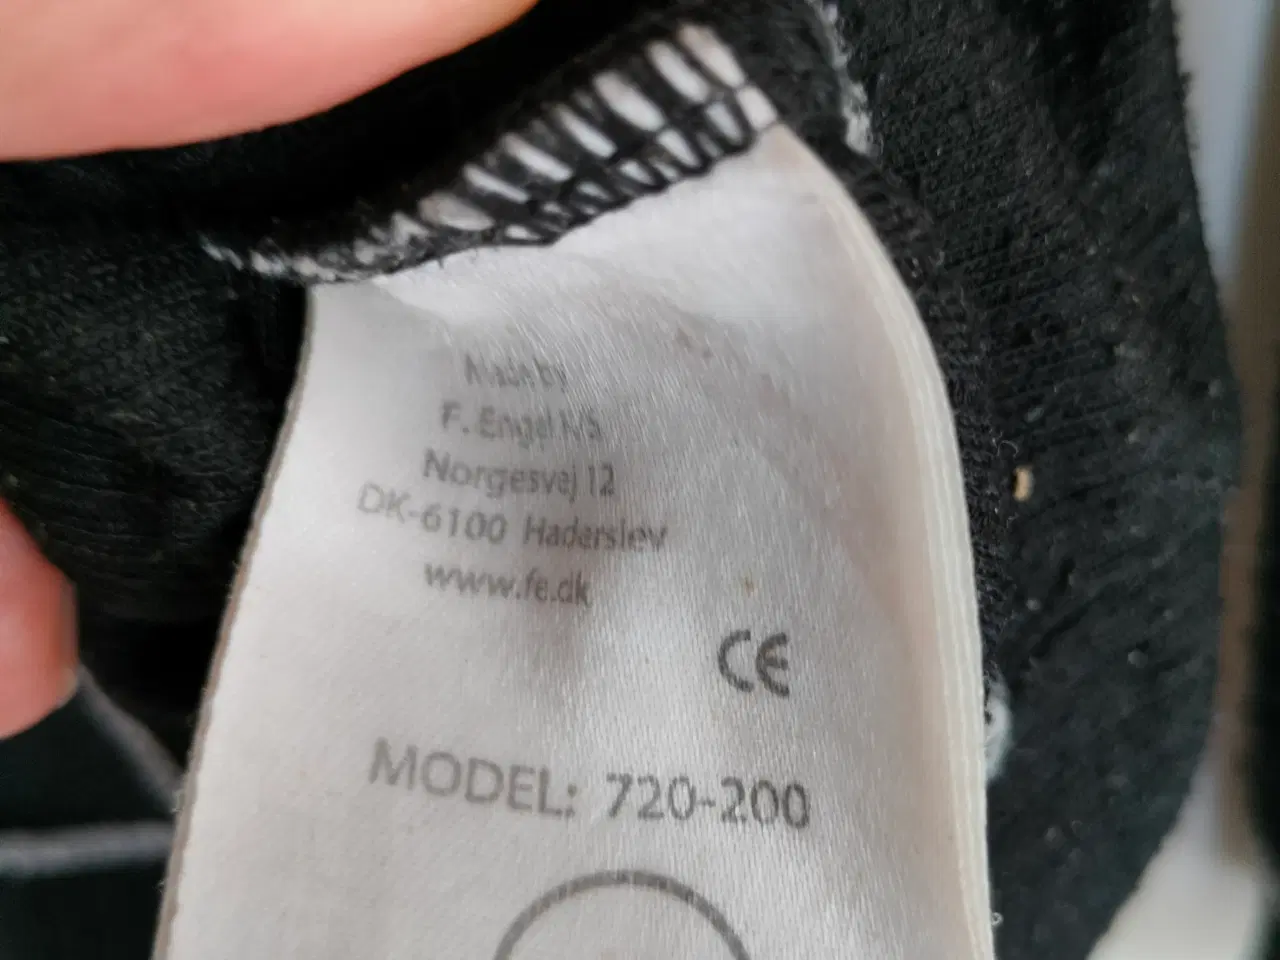 Made by
F. Engel K/S
Norgesvej 12
DK-6100 Haderslev
www.fe.dk
CE
MODEL: 720-200